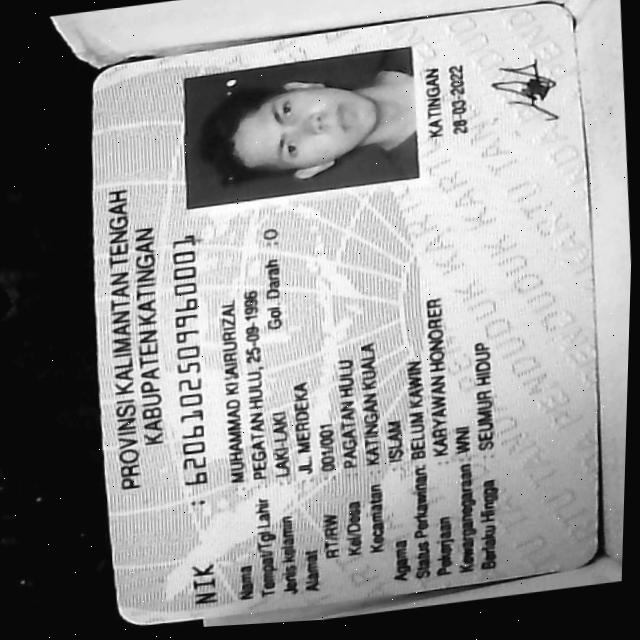 PROVINSI KALIMANTAN TENGAH
KABUPATEN KATINGAN
NIK : 6206102509960001
Nama : MUHAMMAD KHAIRURIZAL
Tempat/Tgl Lahir : PEGATAN HULU, 25-09-1996
Jenis kelamin : LAKI-LAKI Gol. Darah : O
Alamat : JL. MERDEKA
RT/RW : 001/001
Kel/Desa : PAGATAN HULU
Kecamatan : KATINGAN KUALA
Agama : ISLAM
Status Perkawinan: BELUM KAWIN
Pekerjaan : KARYAWAN HONORER
Kewarganegaraan: WNI
Berlaku Hingga : SEUMUR HIDUP
KATINGAN
28-03-2022